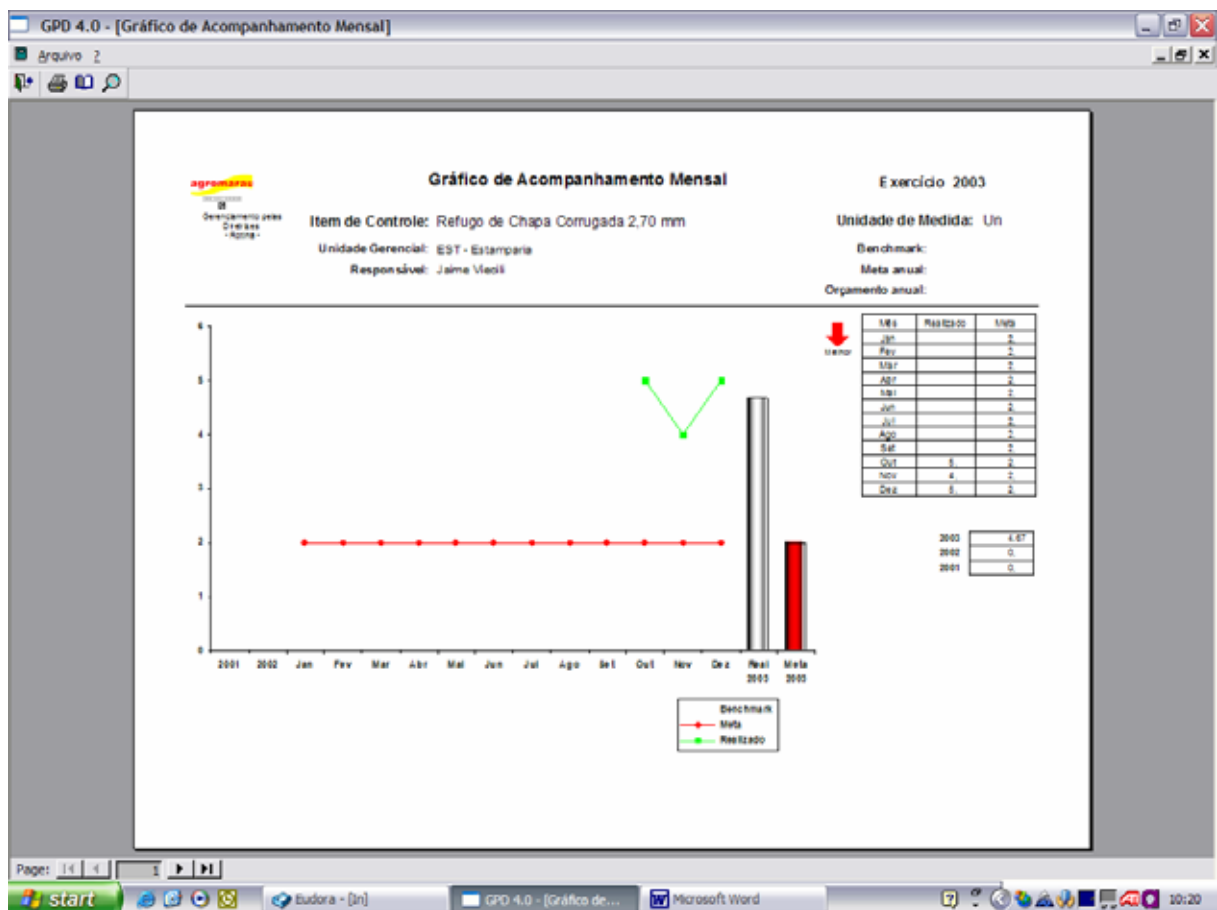 GPD 4.0 - [Gráfico de Acompanhamento Mensal]
Arquivo ?
agromarau
Gráfico de Acompanhamento Mensal
Exercício 2003
Gerenciamento pelas
Diretrizes
Item de Controle: Refugo de Chapa Corrugada 2,70 mm
Unidade de Medida: Un
Unidade Gerencial: EST - Estamparia
Benchmark:
Responsável: Jaime
Meta anual:
Orçamento anual:
Mês Realizado Meta
Jan 2,
Fev 2,
Mar 2,
Abr 2,
Mai 2,
Jun 2,
Jul 2,
Ago 2,
Set 2,
Out 5, 2,
Nov 4, 2,
Dez 5, 2,
Melhor
2003 4,67
2002 0,
2001 0,
6
5
4
3
2
1
0
2001 2002 Jan Fev Mar Abr Mai Jun Jul Ago Set Out Nov Dez Real 2003 Meta 2003
Benchmark
Meta
Realizado
Page: 1
start
Eudora - [In]
GPD 4.0 - [Gráfico de...
Microsoft Word
10:20